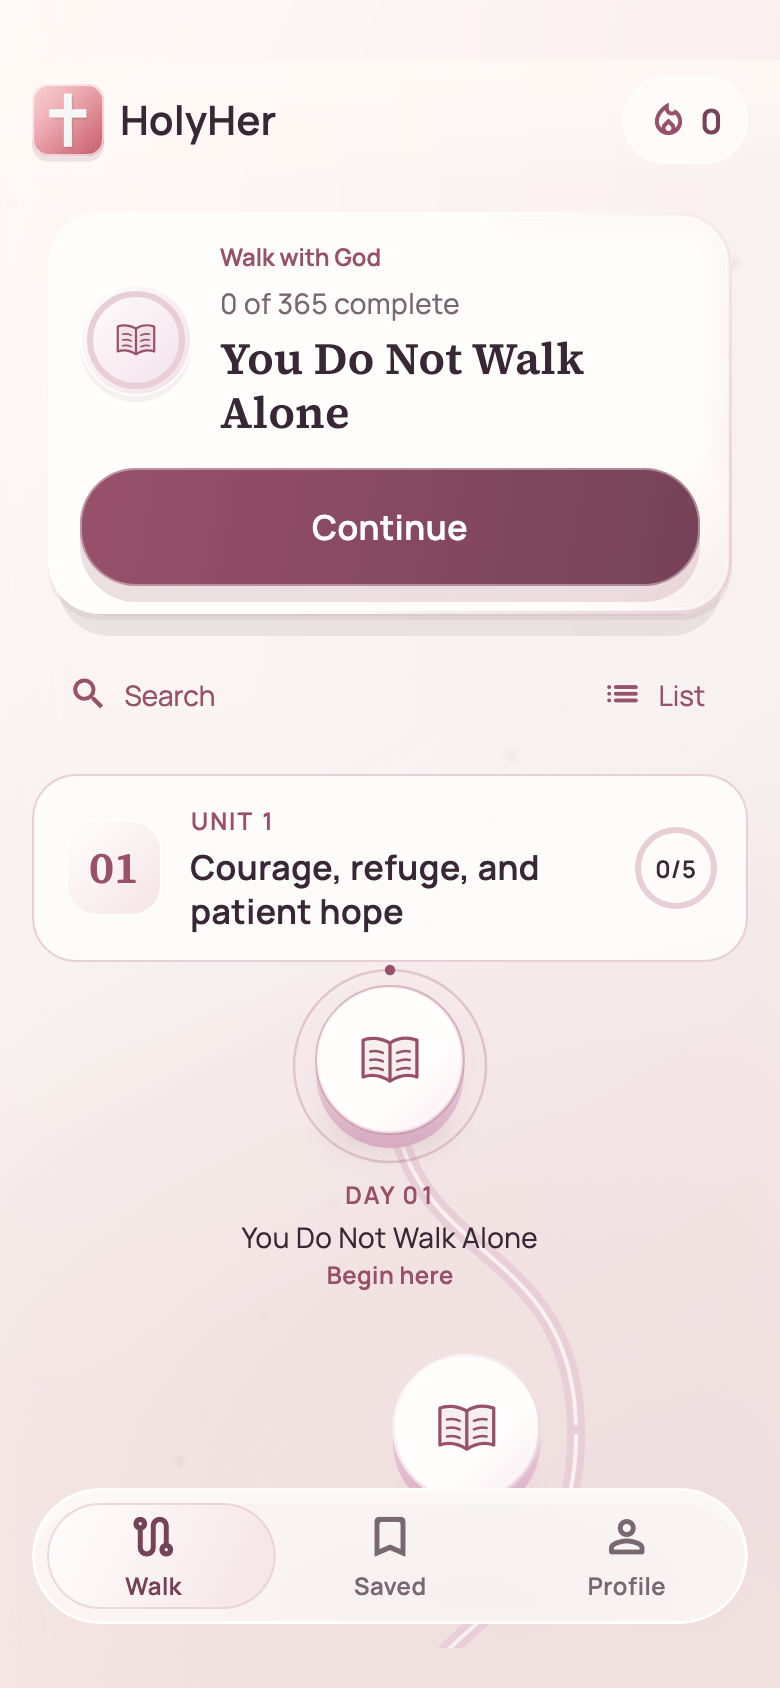 HolyHer
0
Walk with God
0 of 365 complete
You Do Not Walk
Alone
Continue
Search
List
01
UNIT 1
Courage, refuge, and
patient hope
0/5
DAY 01
You Do Not Walk Alone
Begin here
Walk
Saved
Profile